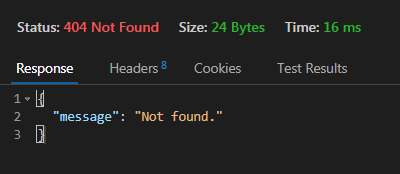 Status: 404 Not Found Size: 24 Bytes Time: 16 ms
Response Headers 8 Cookies Test Results
1 {
2 "message": "Not found."
3 }